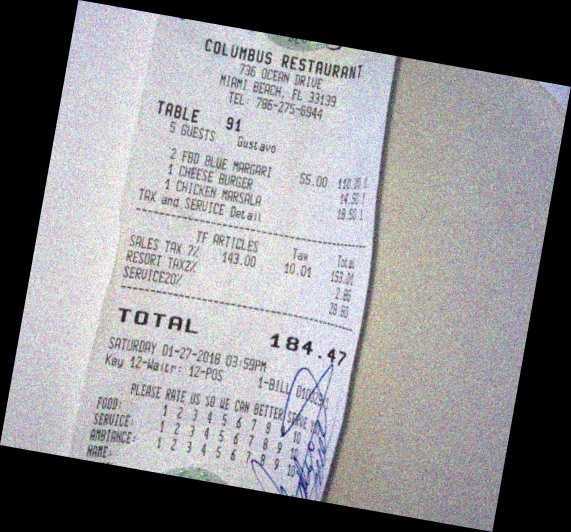 COLUMBUS RESTAURANT
736 OCEAN DRIVE
MIAMI BEACH, FL 33139
TEL. 786-275-6944
TABLE 91
5 GUESTS Gustavo
2 FBD BLUE MARGARI 55.00 110.00 1
1 CHEESE BURGER 14.50 1
1 CHICKEN MARSALA 18.50 1
TAX and SERVICE Detail
TF ARTICLES Tax Total
SALES TAX 7% 143.00 10.01 153.01
RESORT TAX2% 2.86
SERVICE20% 28.60
TOTAL 184.47
SATURDAY 01-27-2018 03:59PM
Key 12-Waitr: 12-POS 1-BILL
PLEASE RATE US SO WE CAN BETTER SERVE
FOOD: 1 2 3 4 5 6 7 8 10
SERVICE: 1 2 3 4 5 6 7 8 9 10
AMBIANCE: 1 2 3 4 5 6 7 8 9 10
NAME: